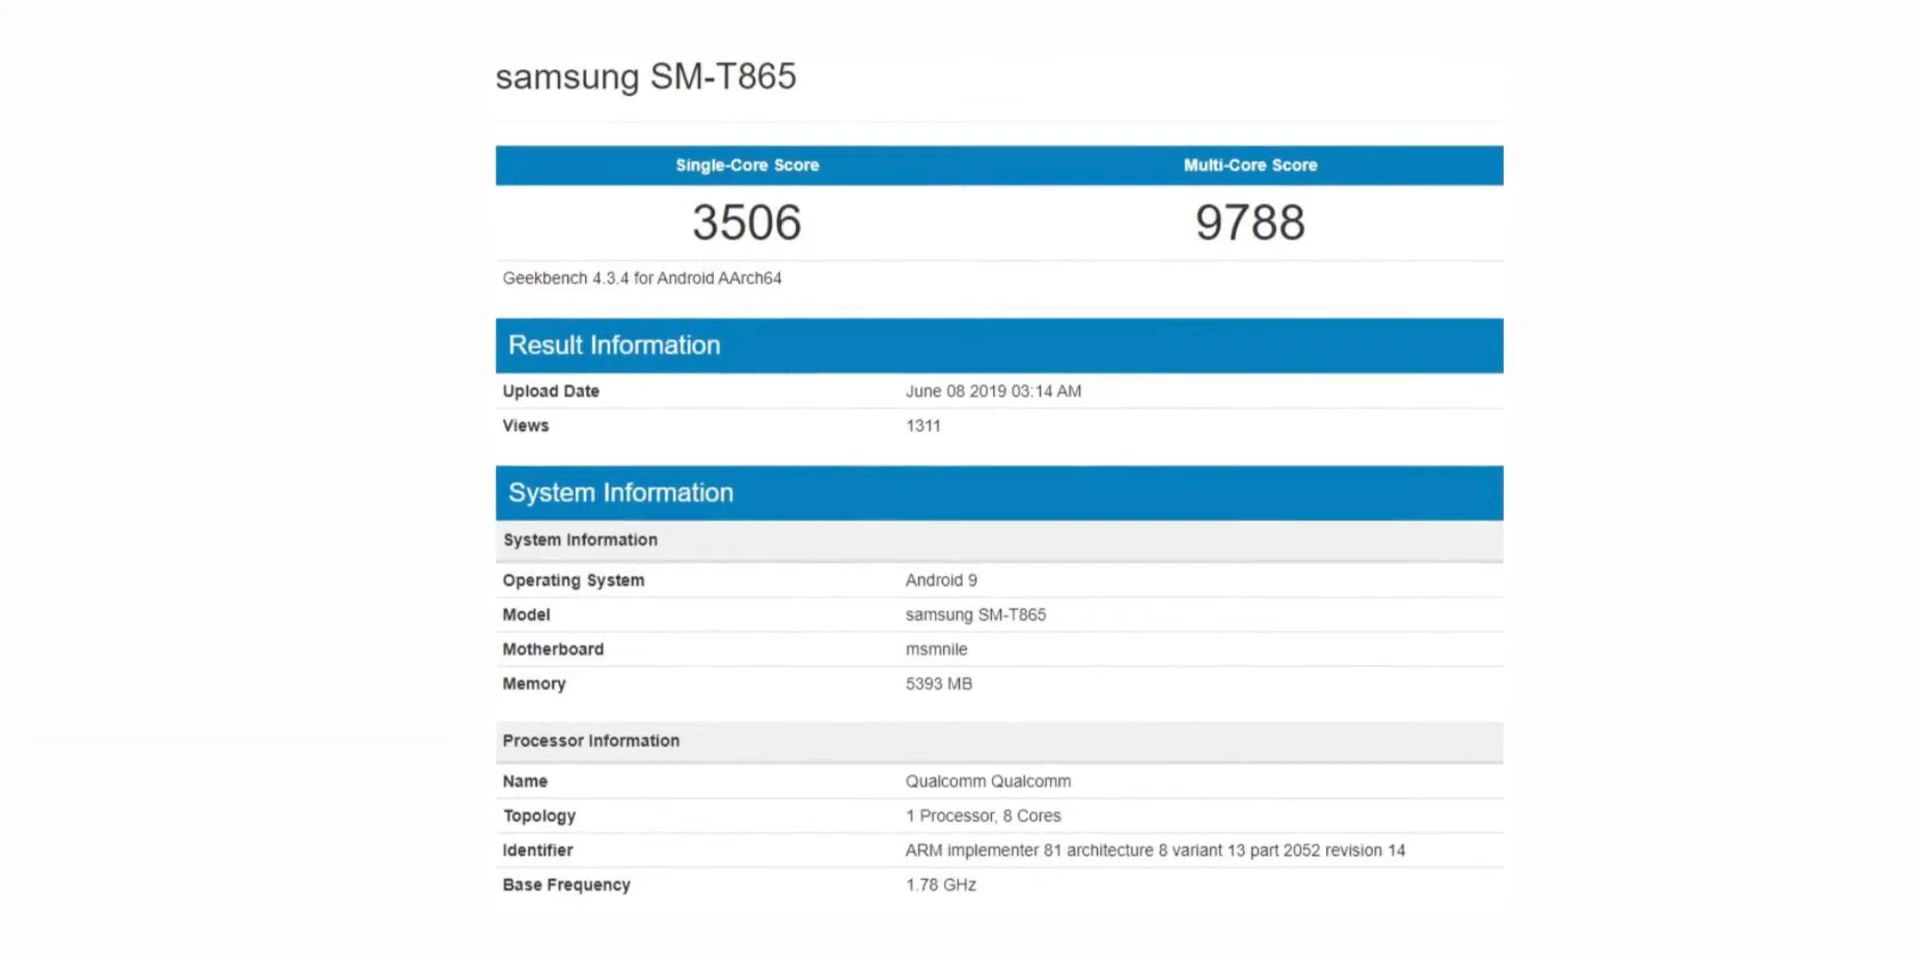 samsung SM-T865
Single-Core Score Multi-Core Score
3506 9788
Geekbench 4.3.4 for Android AArch64
Result Information
Upload Date June 08 2019 03:14 AM
Views 1311
System Information
System Information
Operating System Android 9
Model samsung SM-T865
Motherboard msmnile
Memory 5393 MB
Processor Information
Name Qualcomm Qualcomm
Topology 1 Processor, 8 Cores
Identifier ARM implementer 81 architecture 8 variant 13 part 2052 revision 14
Base Frequency 1.78 GHz